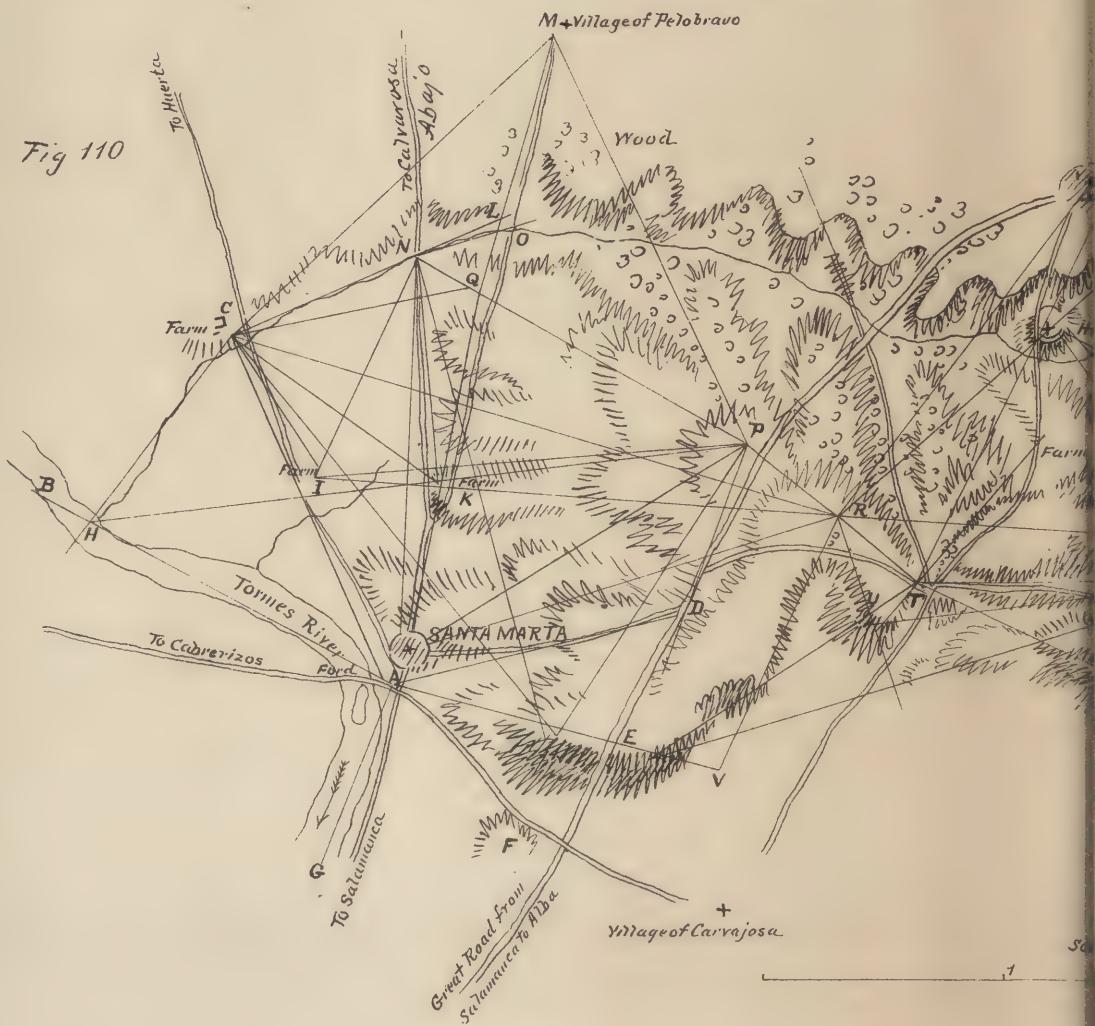 M Village of Pelobravo
To Huerta
To Calvarosa
Abajo
Fig 110
Wood
L
N
O
Q
C
Farm
P
Farm
I
Farm
K
B
H
R
Farm
Tormes River
D
U
T
SANTA MARTA
To Cabrerizos
Ford
A
E
V
F
G
To Salamanca
Great Road from
Salamanca to Alba
Village of Carvajosa
1